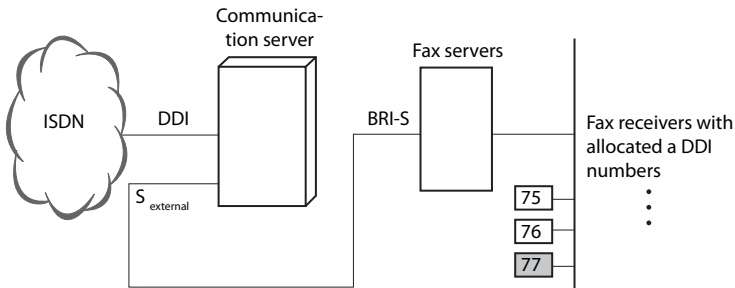 Communica-
tion server
Fax servers
ISDN
DDI
BRI-S
Fax receivers with
allocated a DDI
numbers
S external
75
76
77